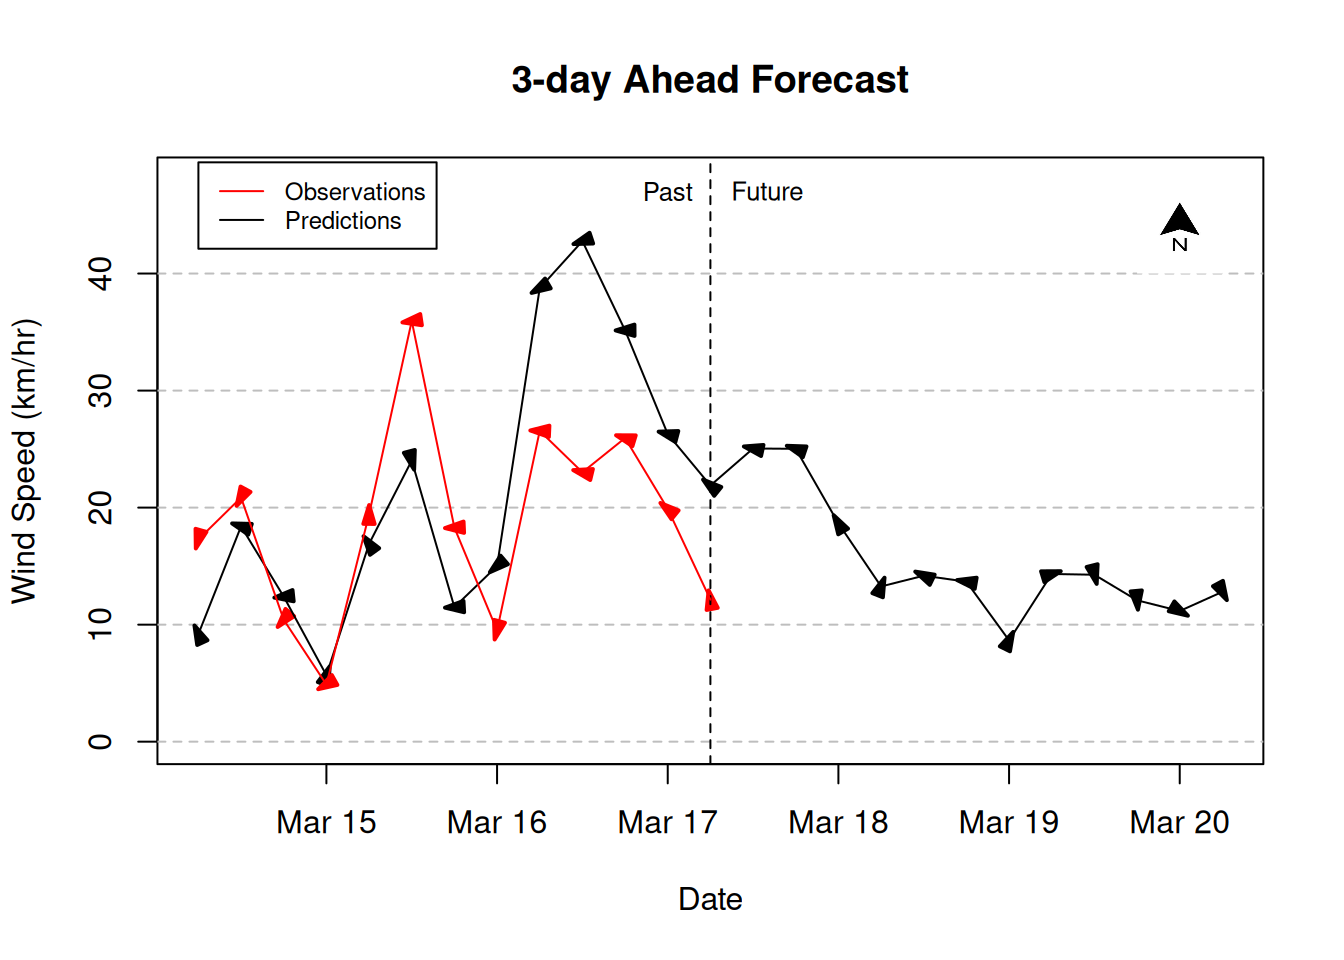 3-day Ahead Forecast
Observations
Predictions
Past
Future
N
Wind Speed (km/hr)
40
30
20
10
0
Mar 15
Mar 16
Mar 17
Mar 18
Mar 19
Mar 20
Date